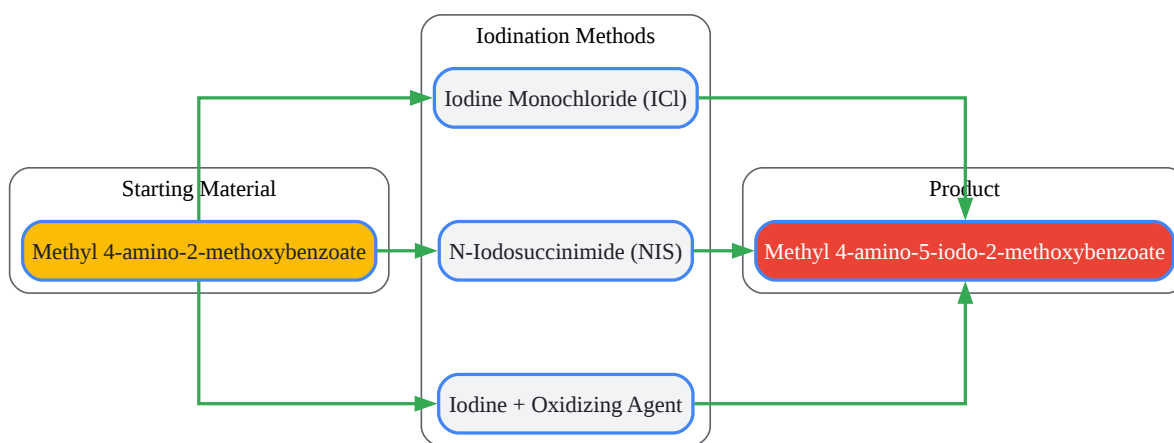 Iodination Methods
Iodine Monochloride (ICl)
Starting Material
Methyl 4-amino-2-methoxybenzoate
N-Iodosuccinimide (NIS)
Product
Methyl 4-amino-5-iodo-2-methoxybenzoate
Iodine + Oxidizing Agent